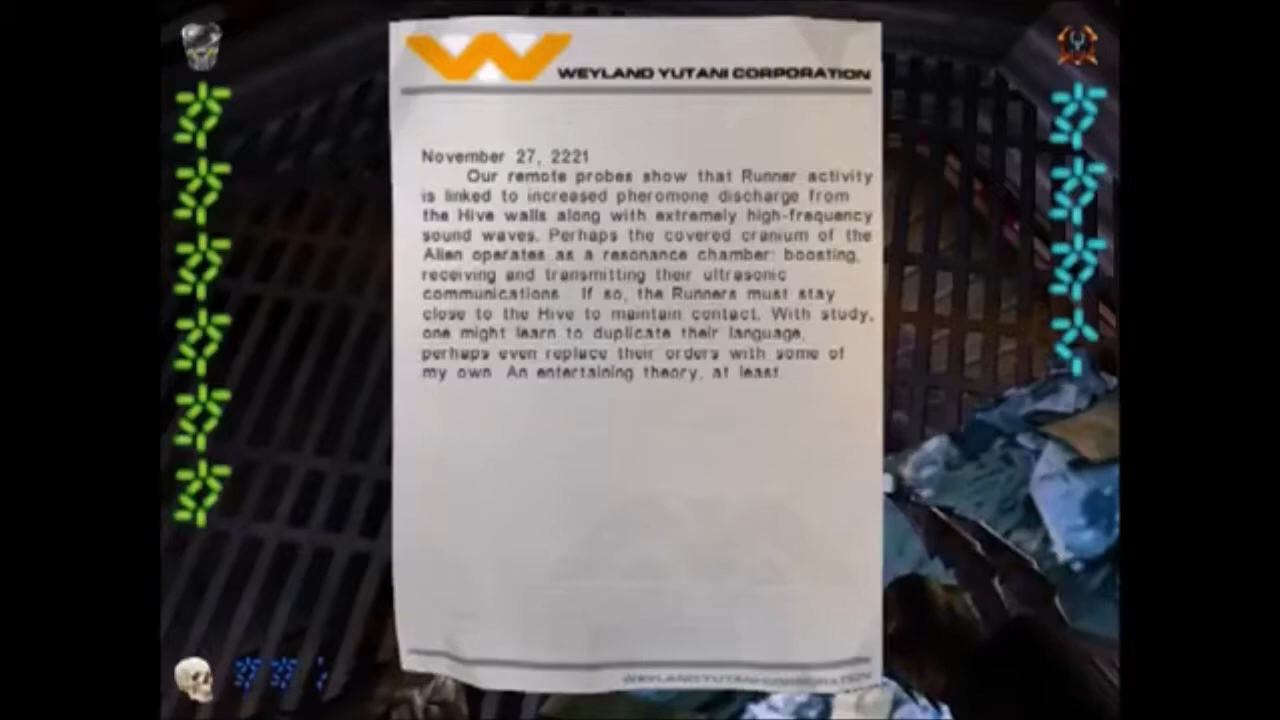 WEYLAND YUTANI CORPORATION
November 27, 2221
Our remote probes show that Runner activity
is linked to increased pheromone discharge from
the Hive walls along with extremely high-frequency
sound waves. Perhaps the covered cranium of the
Alien operates as a resonance chamber: boosting,
receiving and transmitting their ultrasonic
communications. If so, the Runners must stay
close to the Hive to maintain contact. With study,
one might learn to duplicate their language,
perhaps even replace their orders with some of
my own. An entertaining theory, at least.
WEYLAND YUTANI CORPORATION